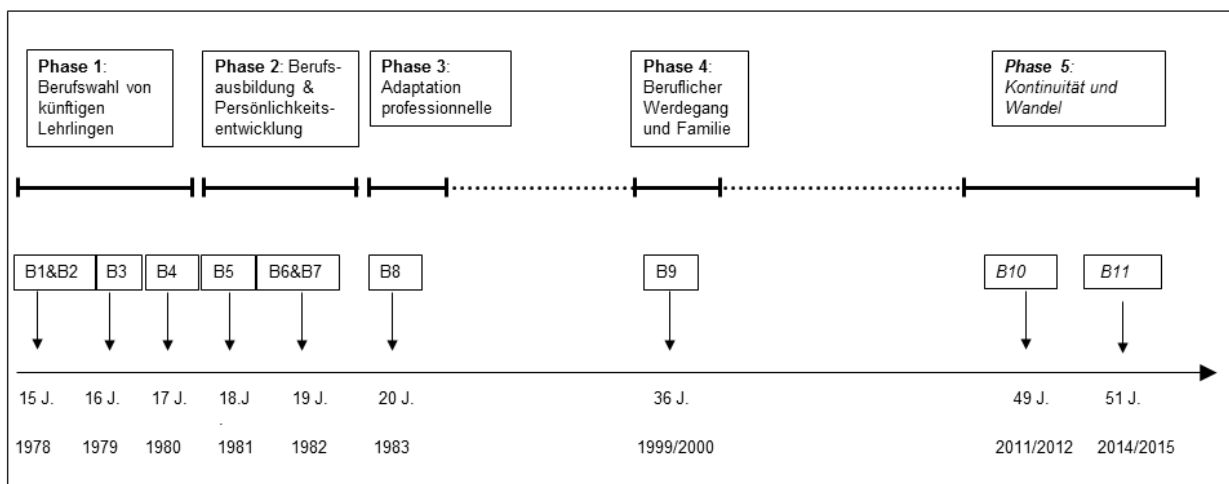 Phase 1:
Berufswahl von
künftigen
Lehrlingen
Phase 2: Berufs-
ausbildung &
Persönlichkeits-
entwicklung
Phase 3:
Adaptation
professionnelle
Phase 4:
Beruflicher
Werdegang
und Familie
Phase 5:
Kontinuität und
Wandel
B1&B2
B3
B4
B5
B6&B7
B8
B9
B10
B11
15 J.
16 J.
17 J.
18.J
.
19 J.
20 J.
36 J.
49 J.
51 J.
1978
1979
1980
1981
1982
1983
1999/2000
2011/2012
2014/2015